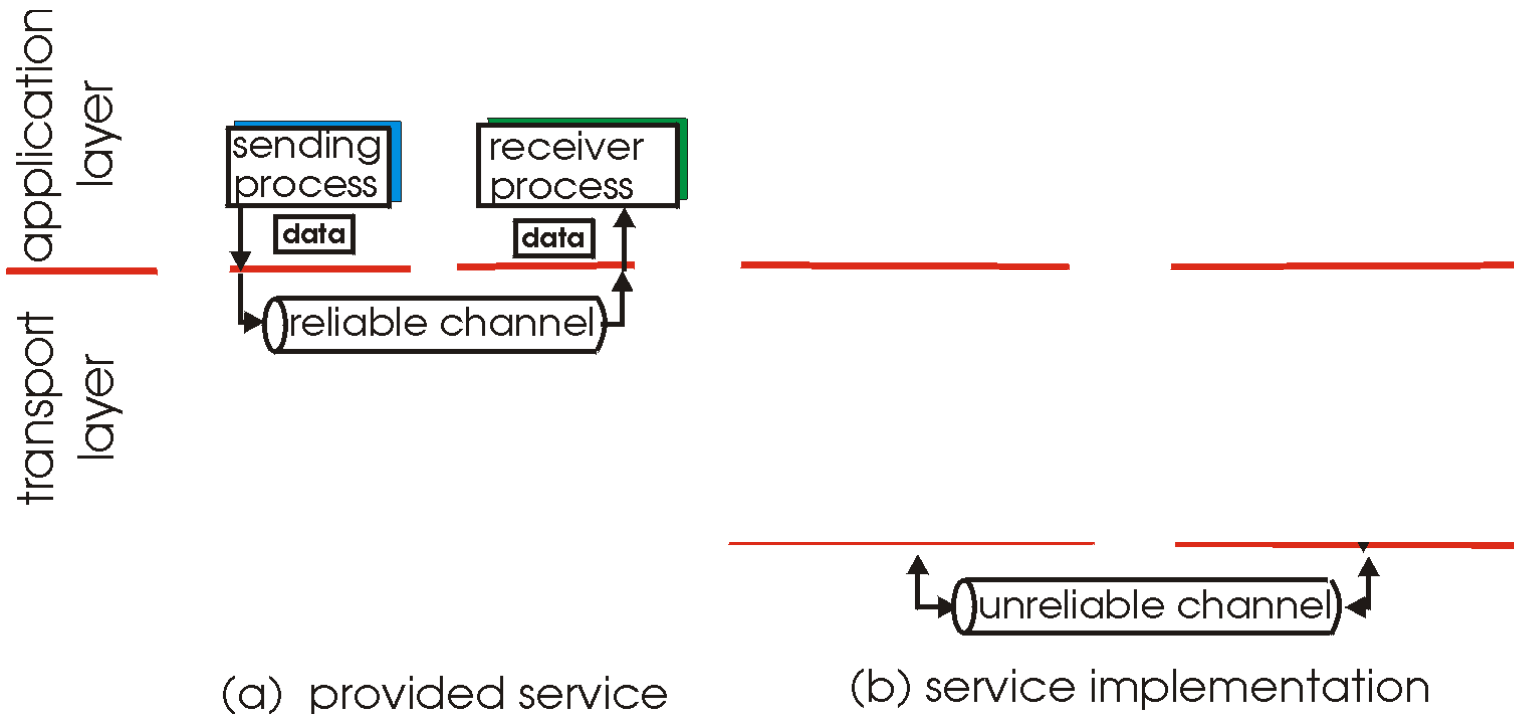 application
layer
transport
layer
sending
process
receiver
process
data
data
reliable channel
unreliable channel
(a) provided service
(b) service implementation